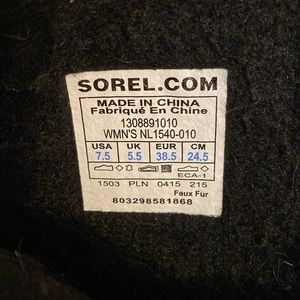 SOREL.COM
MADE IN CHINA
Fabriqué En Chine
1308891010
WMN'S NL1540-010
USA UK EUR CM
7.5 5.5 38.5 24.5
ECA-1
1503 PLN 0415 215
Faux Fur
803298581868